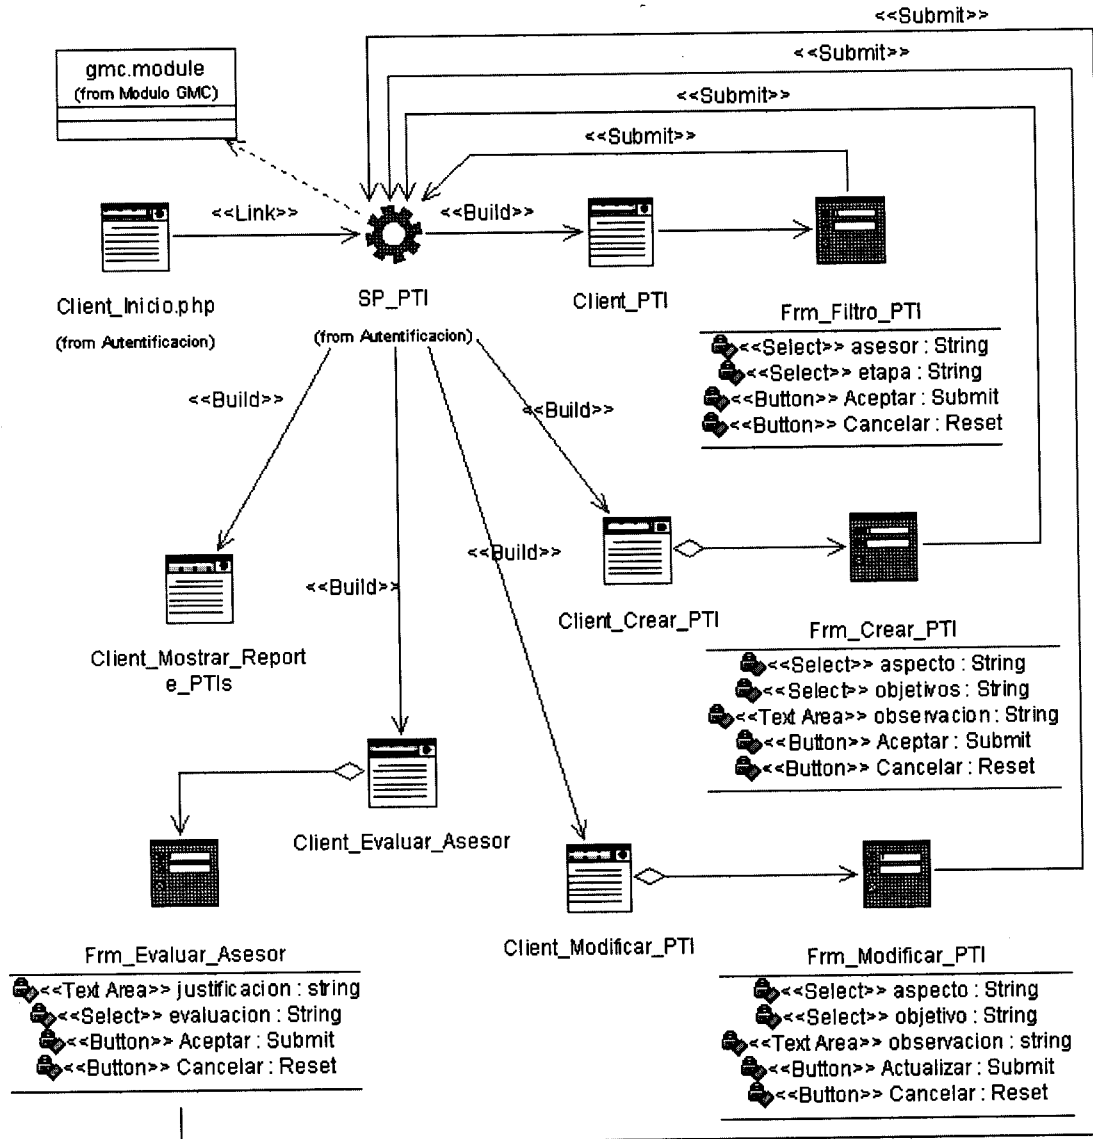 <<Submit>>
<<Submit>>
gmc.module
(from Modulo GMC)
<<Submit>>
<<Submit>>
<<Link>>
<<Build>>
Client_Inicio.php
(from Autentificacion)
SP_PTI
(from Autentificacion)
Client_PTI
Frm_Filtro_PTI
<<Select>> asesor : String
<<Select>> etapa : String
<<Button>> Aceptar : Submit
<<Button>> Cancelar : Reset
<<Build>>
<<Build>>
<<Build>>
<<Build>>
Client_Mostrar_Report
e_PTIs
Client_Crear_PTI
Frm_Crear_PTI
<<Select>> aspecto : String
<<Select>> objetivos : String
<<Text Area>> observacion : String
<<Button>> Aceptar : Submit
<<Button>> Cancelar : Reset
Client_Evaluar_Asesor
Frm_Evaluar_Asesor
<<Text Area>> justificacion : string
<<Select>> evaluacion : String
<<Button>> Aceptar : Submit
<<Button>> Cancelar : Reset
Client_Modificar_PTI
Frm_Modificar_PTI
<<Select>> aspecto : String
<<Select>> objetivo : String
<<Text Area>> observacion : string
<<Button>> Actualizar : Submit
<<Button>> Cancelar : Reset